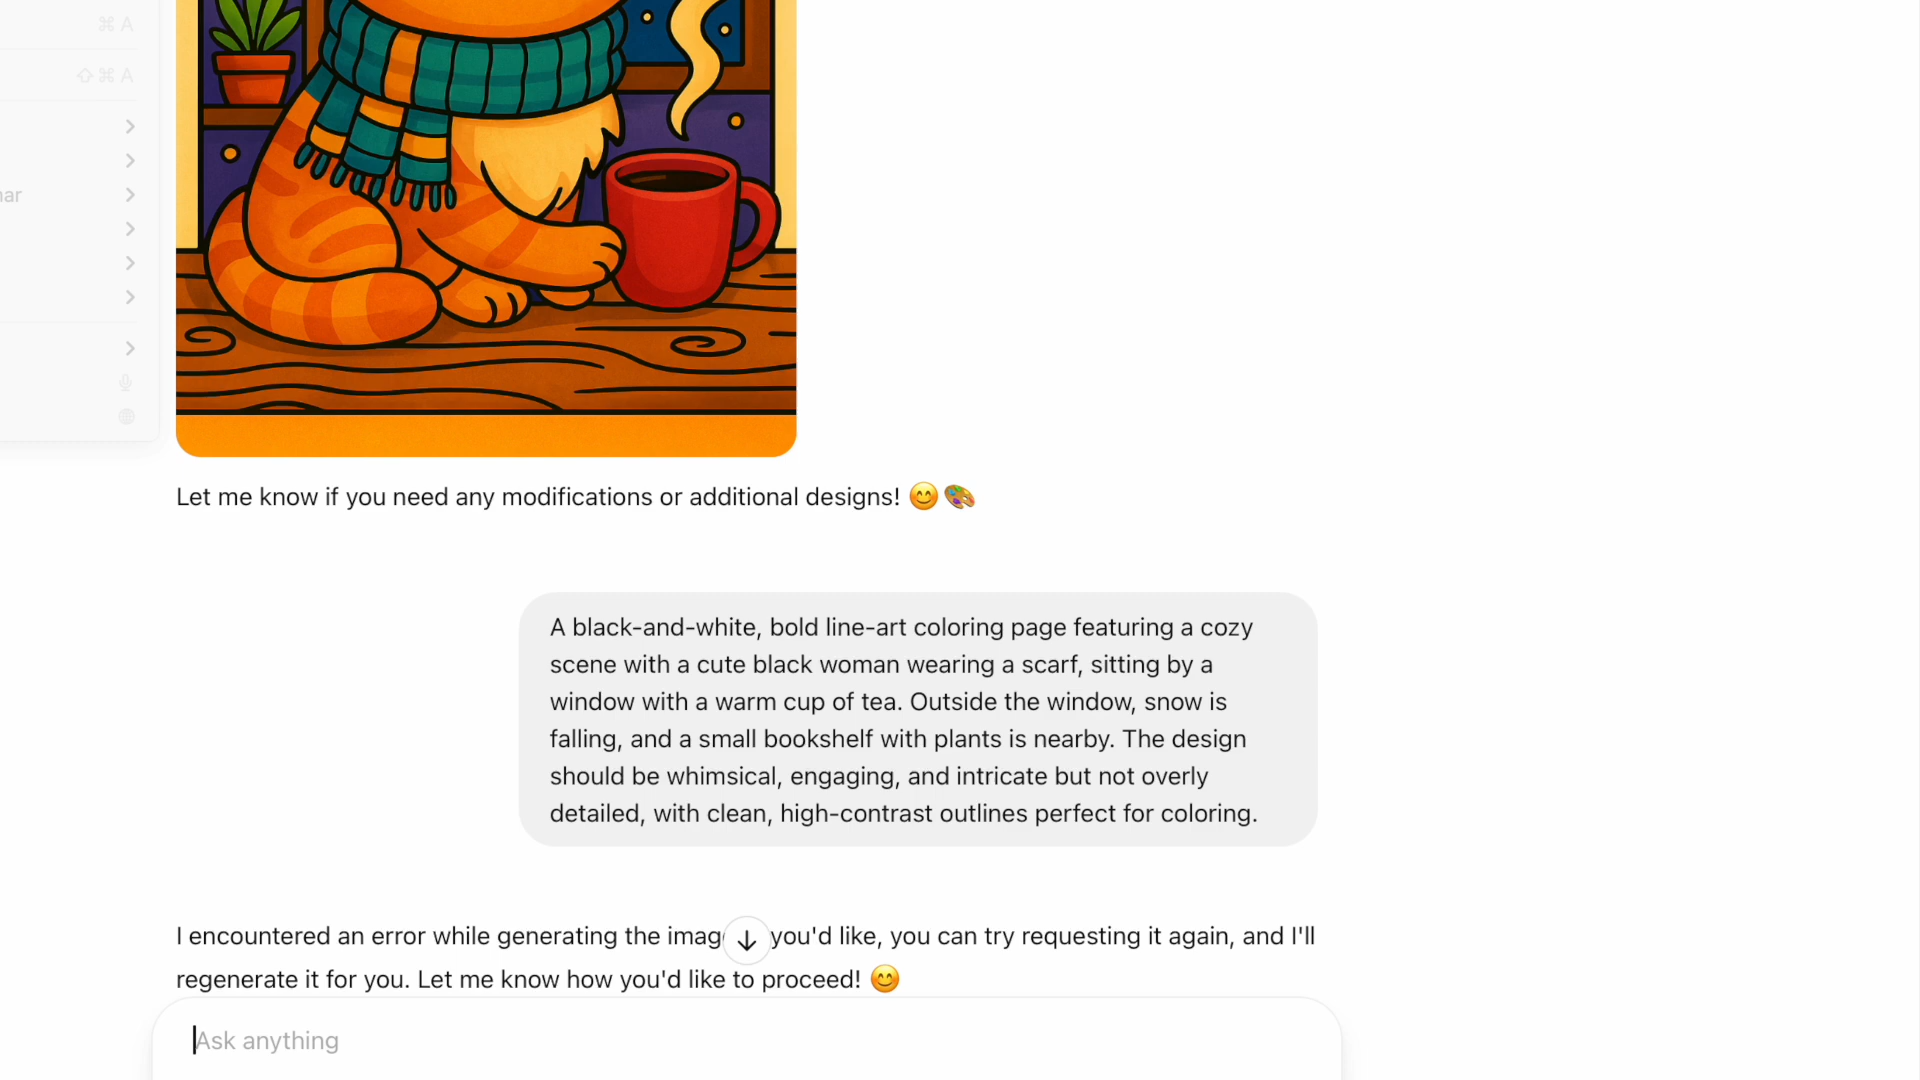 ⌘ A
⇧ ⌘ A
nar
Let me know if you need any modifications or additional designs! 😊 🎨
A black-and-white, bold line-art coloring page featuring a cozy
scene with a cute black woman wearing a scarf, sitting by a
window with a warm cup of tea. Outside the window, snow is
falling, and a small bookshelf with plants is nearby. The design
should be whimsical, engaging, and intricate but not overly
detailed, with clean, high-contrast outlines perfect for coloring.
I encountered an error while generating the imag you'd like, you can try requesting it again, and I'll
regenerate it for you. Let me know how you'd like to proceed! 😊
Ask anything